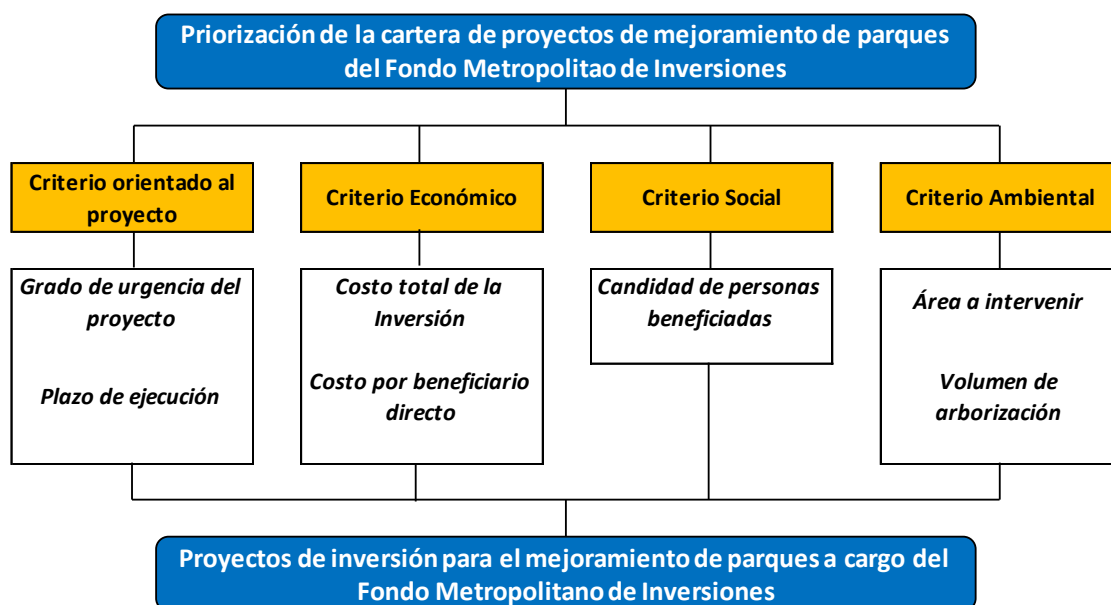 Priorización de la cartera de proyectos de mejoramiento de parques
del Fondo Metropolitao de Inversiones
Criterio orientado al
proyecto
Criterio Económico
Criterio Social
Criterio Ambiental
Grado de urgencia del
proyecto
Plazo de ejecución
Costo total de la
Inversión
Costo por beneficiario
directo
Candidad de personas
beneficiadas
Área a intervenir
Volumen de
arborización
Proyectos de inversión para el mejoramiento de parques a cargo del
Fondo Metropolitano de Inversiones